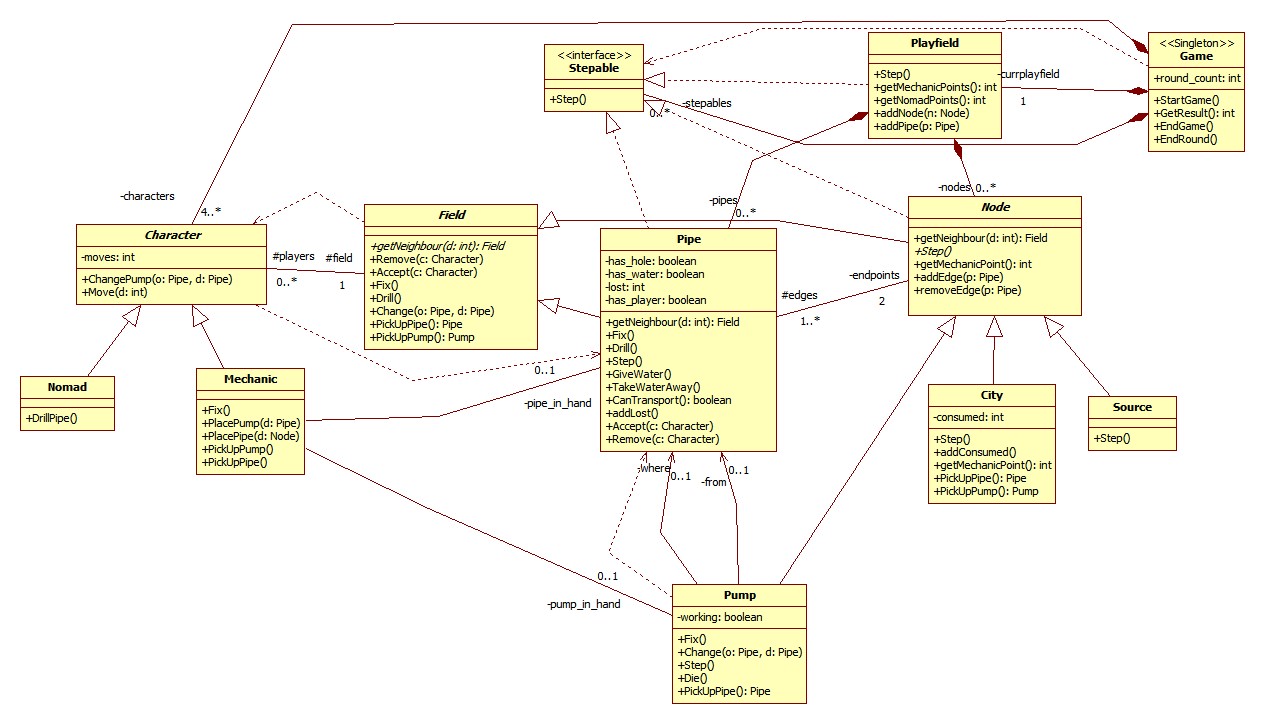 <<interface>>
Stepable
+Step()
Playfield
+Step()
+getMechanicPoints(): int
+getNomadPoints(): int
+addNode(n: Node)
+addPipe(p: Pipe)
<<Singleton>>
Game
+round_count: int
+StartGame()
+GetResult(): int
+EndGame()
+EndRound()
-currplayfield
1
-stepables
0..*
-characters
4..*
-pipes
0..*
-nodes
0..*
Character
-moves: int
+ChangePump(o: Pipe, d: Pipe)
+Move(d: int)
#players
0..*
#field
1
Field
+getNeighbour(d: int): Field
+Remove(c: Character)
+Accept(c: Character)
+Fix()
+Drill()
+Change(o: Pipe, d: Pipe)
+PickUpPipe(): Pipe
+PickUpPump(): Pump
Pipe
-has_hole: boolean
-has_water: boolean
-lost: int
-has_player: boolean
+getNeighbour(d: int): Field
+Fix()
+Drill()
+Step()
+GiveWater()
+TakeWaterAway()
+CanTransport(): boolean
+addLost()
+Accept(c: Character)
+Remove(c: Character)
#edges
1..*
-endpoints
2
Node
+getNeighbour(d: int): Field
+Step()
+getMechanicPoint(): int
+addEdge(p: Pipe)
+removeEdge(p: Pipe)
Nomad
+DrillPipe()
Mechanic
+Fix()
+PlacePump(d: Pipe)
+PlacePipe(d: Node)
+PickUpPump()
+PickUpPipe()
0..1
-pipe_in_hand
City
-consumed: int
+Step()
+addConsumed()
+getMechanicPoint(): int
+PickUpPipe(): Pipe
+PickUpPump(): Pump
Source
+Step()
-where
0..1
-from
0..1
0..1
-pump_in_hand
Pump
-working: boolean
+Fix()
+Change(o: Pipe, d: Pipe)
+Step()
+Die()
+PickUpPipe(): Pipe